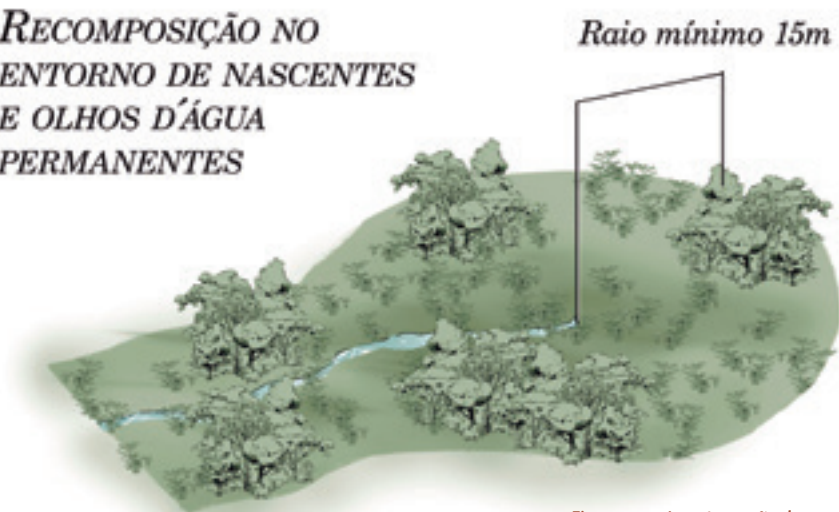 RECOMPOSIÇÃO NO
ENTORNO DE NASCENTES
E OLHOS D'ÁGUA
PERMANENTES
Raio mínimo 15m